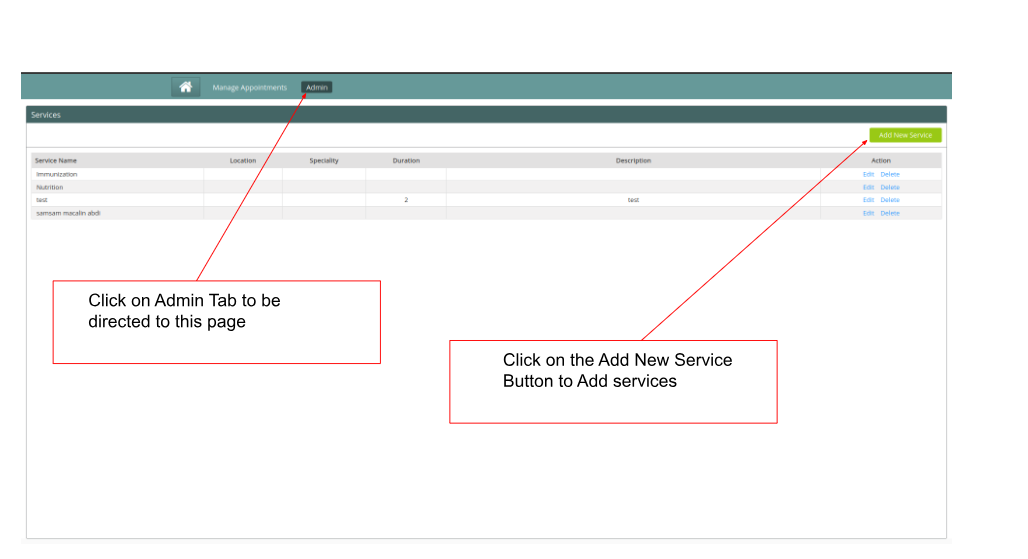 Manage Appointments Admin
Services
Add New Service
Service Name Location Speciality Duration Description Action
Immunization Edit Delete
Nutrition Edit Delete
test 2 test Edit Delete
samsam macalin abdi Edit Delete
Click on Admin Tab to be
directed to this page
Click on the Add New Service
Button to Add services